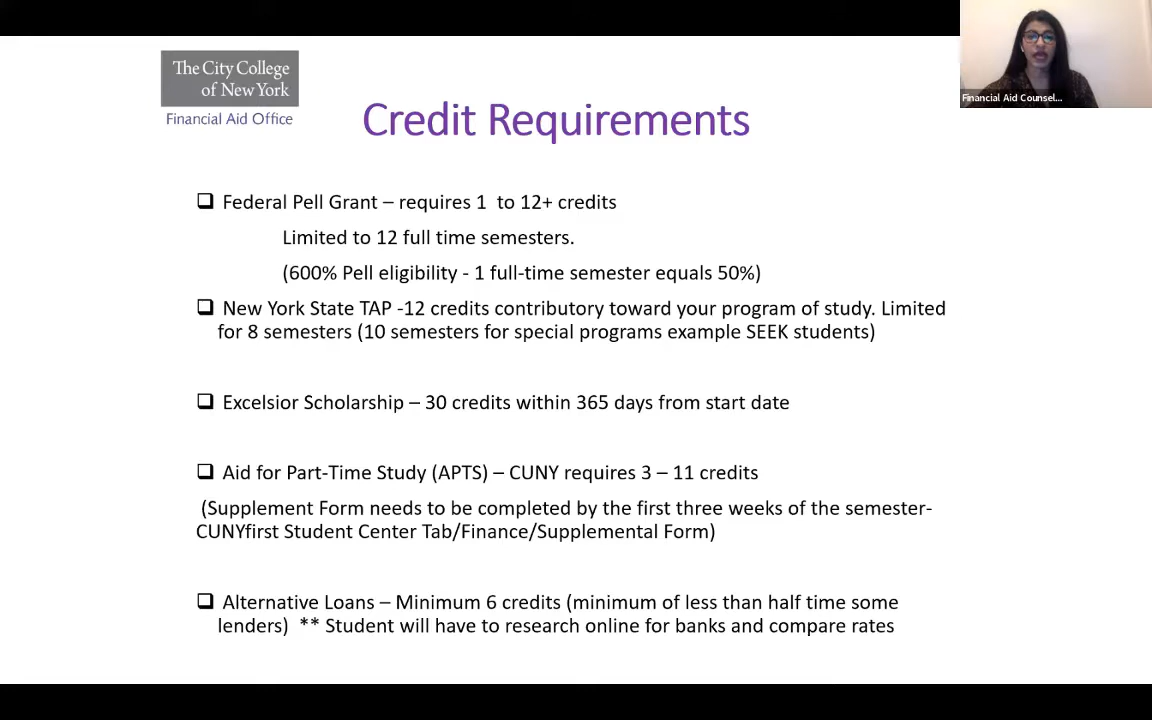 The City College
of New York
Financial Aid Office
Credit Requirements
Financial Aid Counsel...
Federal Pell Grant – requires 1  to 12+ credits
Limited to 12 full time semesters.
(600% Pell eligibility - 1 full-time semester equals 50%)
New York State TAP -12 credits contributory toward your program of study. Limited
for 8 semesters (10 semesters for special programs example SEEK students)
Excelsior Scholarship – 30 credits within 365 days from start date
Aid for Part-Time Study (APTS) – CUNY requires 3 – 11 credits
(Supplement Form needs to be completed by the first three weeks of the semester-
CUNYfirst Student Center Tab/Finance/Supplemental Form)
Alternative Loans – Minimum 6 credits (minimum of less than half time some
lenders)  ** Student will have to research online for banks and compare rates